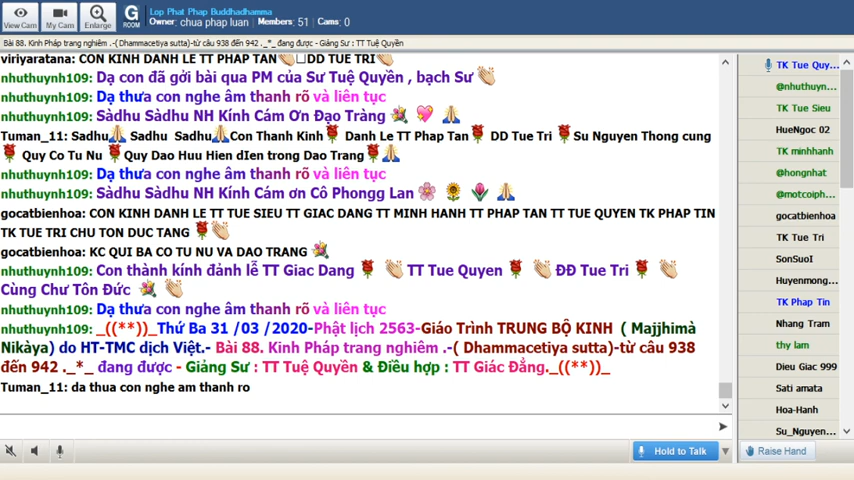 Lop Phat Phap Buddhadhamma
Owner: chua phap luan Members: 51 Cams: 0
View Cam
My Cam
Enlarge
G
ROOM
Bài 88. Kinh Pháp trang nghiêm .-( Dhammacetiya sutta)-từ câu 938 đến 942 ._*_ đang được - Giảng Sư : TT Tuệ Quyền
viriyaratana: CON KINH DANH LE TT PHAP TAN DD TUE TRI
nhuthuynh109: Dạ con đã gởi bài qua PM của Sư Tuệ Quyền , bạch Sư
nhuthuynh109: Dạ thưa con nghe âm thanh rõ và liên tục
nhuthuynh109: Sàdhu Sàdhu NH Kính Cám Ơn Đạo Tràng
Tuman_11: Sadhu Sadhu Sadhu Con Thanh Kinh Danh Le TT Phap Tan DD Tue Tri Su Nguyen Thong cung
Quy Co Tu Nu Quy Dao Huu Hien dIen trong Dao Trang
nhuthuynh109: Dạ thưa con nghe âm thanh rõ và liên tục
nhuthuynh109: Sàdhu Sàdhu NH Kính Cám ơn Cô Phongg Lan
gocatbienhoa: CON KINH DANH LE TT TUE SIEU TT GIAC DANG TT MINH HANH TT PHAP TAN TT TUE QUYEN TK PHAP TIN
TK TUE TRI CHU TON DUC TANG
gocatbienhoa: KC QUI BA CO TU NU VA DAO TRANG
nhuthuynh109: Con thành kính đảnh lễ TT Giac Dang TT Tue Quyen ĐĐ Tue Tri
Cùng Chư Tôn Đức
nhuthuynh109: Dạ thưa con nghe âm thanh rõ và liên tục
nhuthuynh109: _((**))_Thứ Ba 31 /03 /2020-Phật lịch 2563-Giáo Trình TRUNG BỘ KINH ( Majjhimà
Nikàya) do HT-TMC dịch Việt.- Bài 88. Kinh Pháp trang nghiêm .-( Dhammacetiya sutta)-từ câu 938
đến 942 ._*_ đang được - Giảng Sư : TT Tuệ Quyền & Điều hợp : TT Giác Đẳng._((**))_
Tuman_11: da thua con nghe am thanh ro
Hold to Talk
TK Tue Quy...
@nhuthuyn...
TK Tue Sieu
HueNgoc 02
TK minhhanh
@hongnhat
@motcoiph...
gocatbienhoa
TK Tue Tri
SonSuoI
Huyenmong...
TK Phap Tin
Nhang Tram
thy lam
Dieu Giac 999
Sati amata
Hoa-Hanh
Su_Nguyen...
Raise Hand